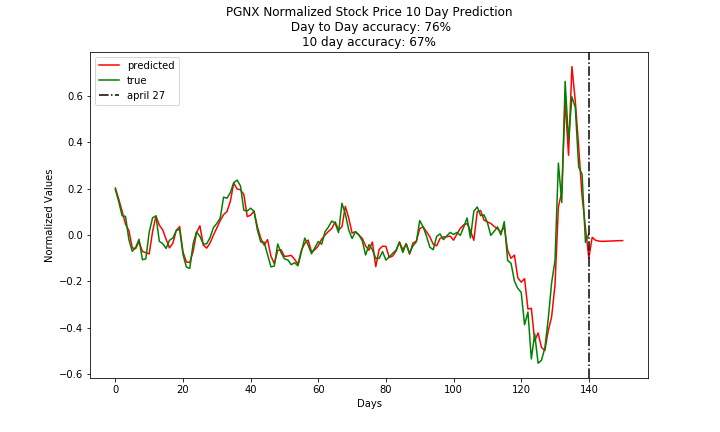 PGNX Normalized Stock Price 10 Day Prediction
Day to Day accuracy: 76%
10 day accuracy: 67%
predicted
true
april 27
Normalized Values
0.6
0.4
0.2
0.0
−0.2
−0.4
−0.6
0 20 40 60 80 100 120 140
Days